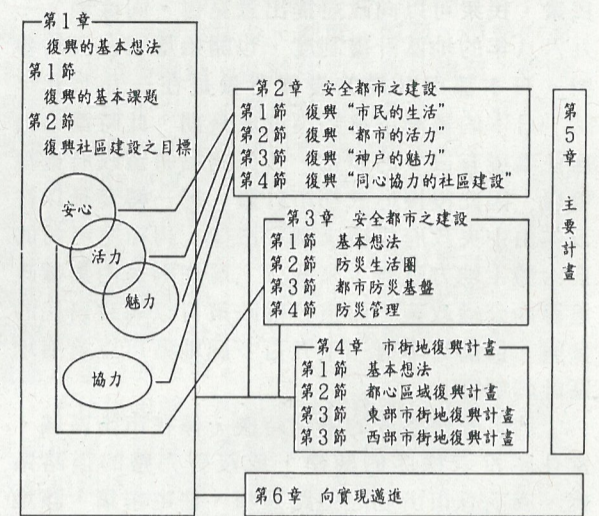 第1章
復興的基本想法
第1節
復興的基本課題
第2節
復興社區建設之目標
安心
活力
魅力
協力
第2章 安全都市之建設
第1節 復興“市民的生活”
第2節 復興“都市的活力”
第3節 復興“神户的魅力”
第4節 復興“同心協力的社區建設”
第3章 安全都市之建設
第1節 基本想法
第2節 防災生活圈
第3節 都市防災基盤
第4節 防災管理
第4章 市街地復興計畫
第1節 基本想法
第2節 都心區域復興計畫
第3節 東部市街地復興計畫
第3節 西部市街地復興計畫
第5章 主要計畫
第6章 向實現邁進